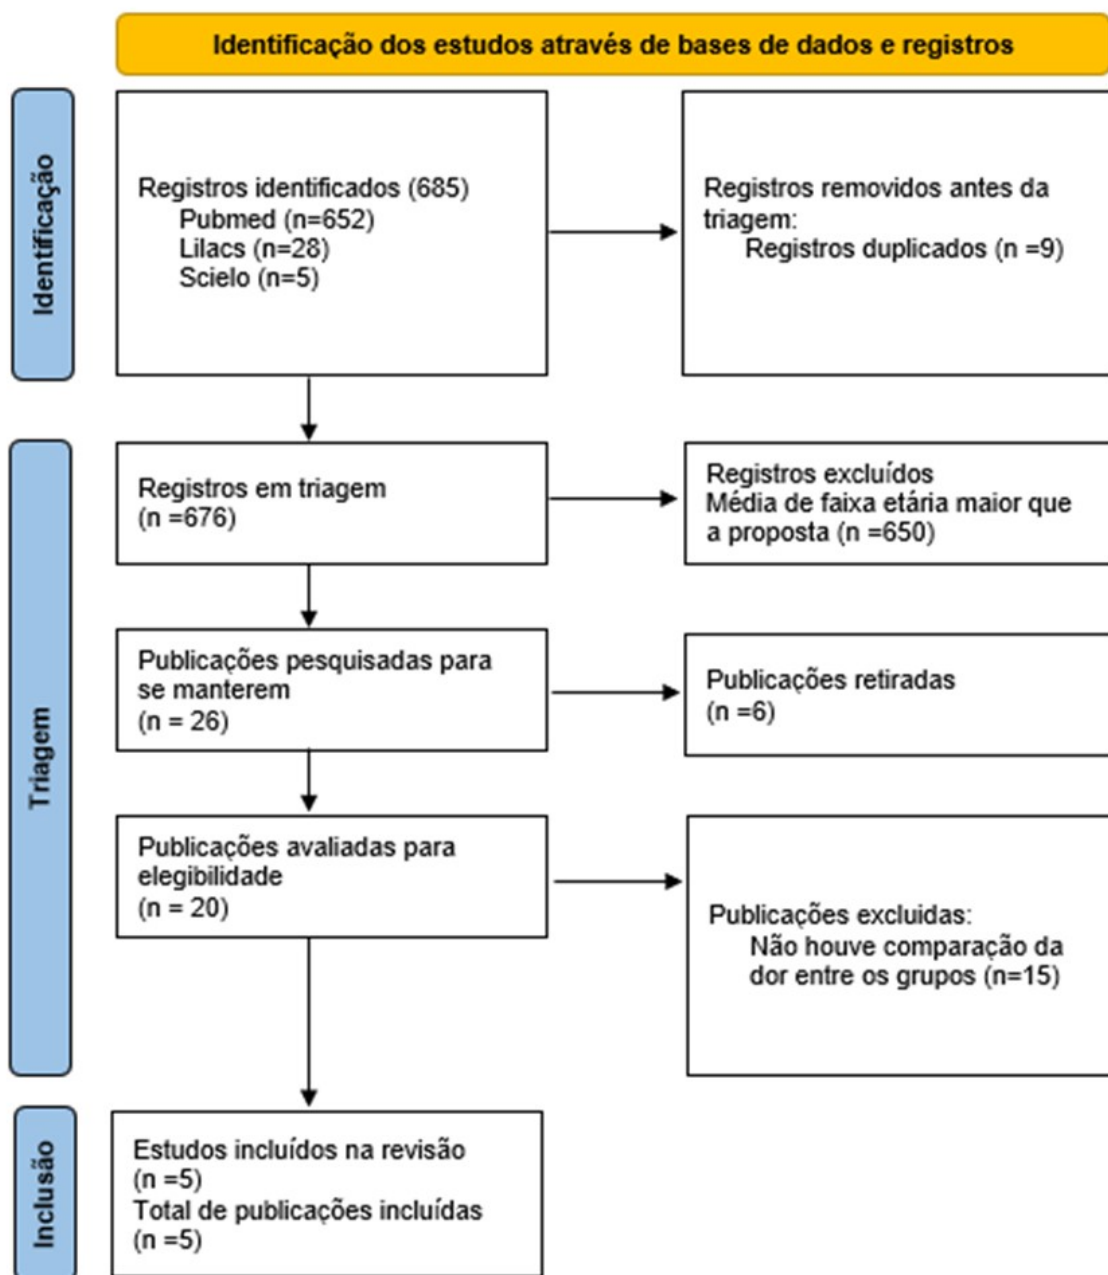 Identificação dos estudos através de bases de dados e registros
Identificação
Registros identificados (685)
Pubmed (n=652)
Lilacs (n=28)
Scielo (n=5)
Registros removidos antes da
triagem:
Registros duplicados (n =9)
Triagem
Registros em triagem
(n =676)
Registros excluídos
Média de faixa etária maior que
a proposta (n =650)
Publicações pesquisadas para
se manterem
(n = 26)
Publicações retiradas
(n =6)
Publicações avaliadas para
elegibilidade
(n = 20)
Publicações excluidas:
Não houve comparação da
dor entre os grupos (n=15)
Inclusão
Estudos incluídos na revisão
(n =5)
Total de publicações incluídas
(n =5)